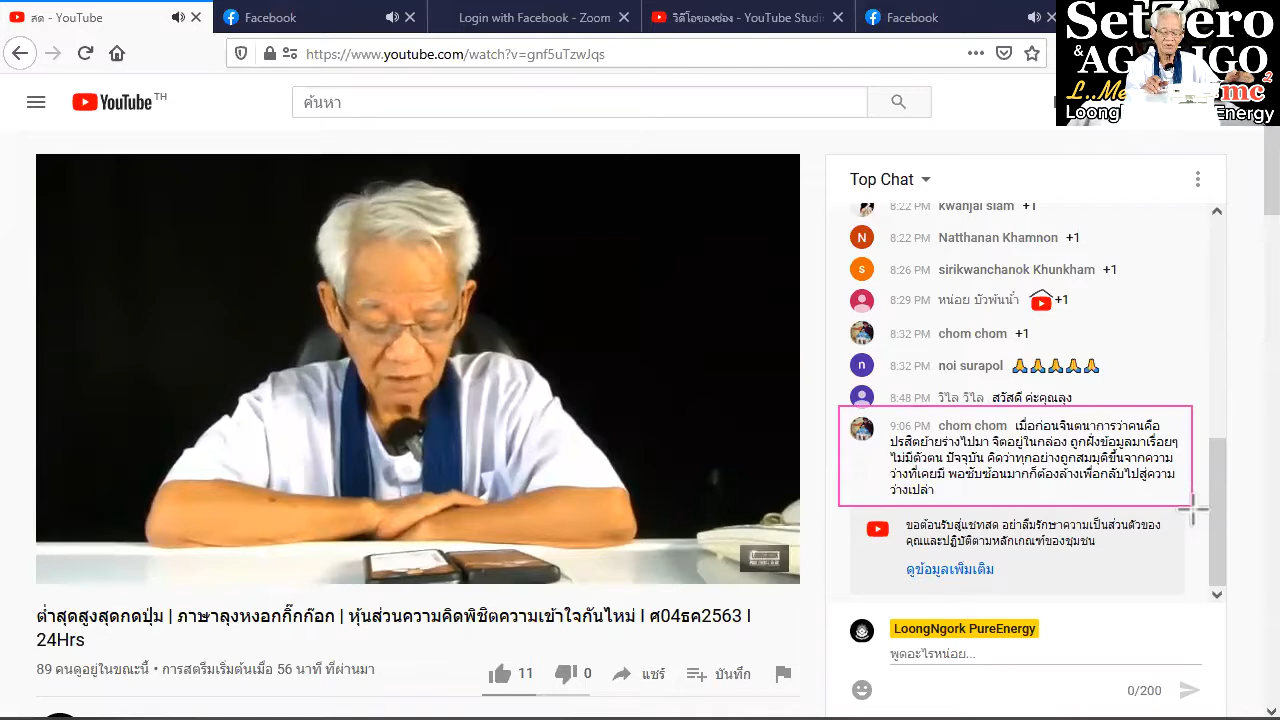 สด - YouTube
Facebook
Login with Facebook - Zoom
วิดีโอของช่อง - YouTube Studi
Facebook
https://www.youtube.com/watch?v=gnf5uTzwJqs
SetZero
&
L..Me
mc²
Loong
Energy
YouTube TH
ค้นหา
Top Chat
8:22 PM kwanjai siam +1
N 8:22 PM Natthanan Khamnon +1
s 8:26 PM sirikwanchanok Khunkham +1
8:29 PM หน่อย บัวพ้นน้ำ +1
8:32 PM chom chom +1
n 8:32 PM noi surapol 🙏🙏🙏🙏🙏
8:48 PM วิไล วิไล สวัสดี ค่ะคุณลุง
9:06 PM chom chom เมื่อก่อนจินตนาการว่าคนคือ
ปรสิตย้ายร่างไปมา จิตอยู่ในกล่อง ถูกฝังข้อมูลมาเรื่อยๆ
ไม่มีตัวตน ปัจจุบัน คิดว่าทุกอย่างถูกสมมุติขึ้นจากความ
ว่างที่เคยมี พอซับซ้อนมากก็ต้องล้างเพื่อกลับไปสู่ความ
ว่างเปล่า
ขอต้อนรับสู่แชทสด อย่าลืมรักษาความเป็นส่วนตัวของ
คุณและปฏิบัติตามหลักเกณฑ์ของชุมชน
ดูข้อมูลเพิ่มเติม
LoongNgork PureEnergy
พูดอะไรหน่อย...
0/200
ต่ำสุดสูงสุดกดปุ่ม | ภาษาลุงหงอกกิ๊กก๊อก | หุ้นส่วนความคิดพิชิตความเข้าใจกันไหม่ I ศ04ธค2563 I
24Hrs
89 คนดูอยู่ในขณะนี้ • การสตรีมเริ่มต้นเมื่อ 56 นาที ที่ผ่านมา
11
0
แชร์
บันทึก